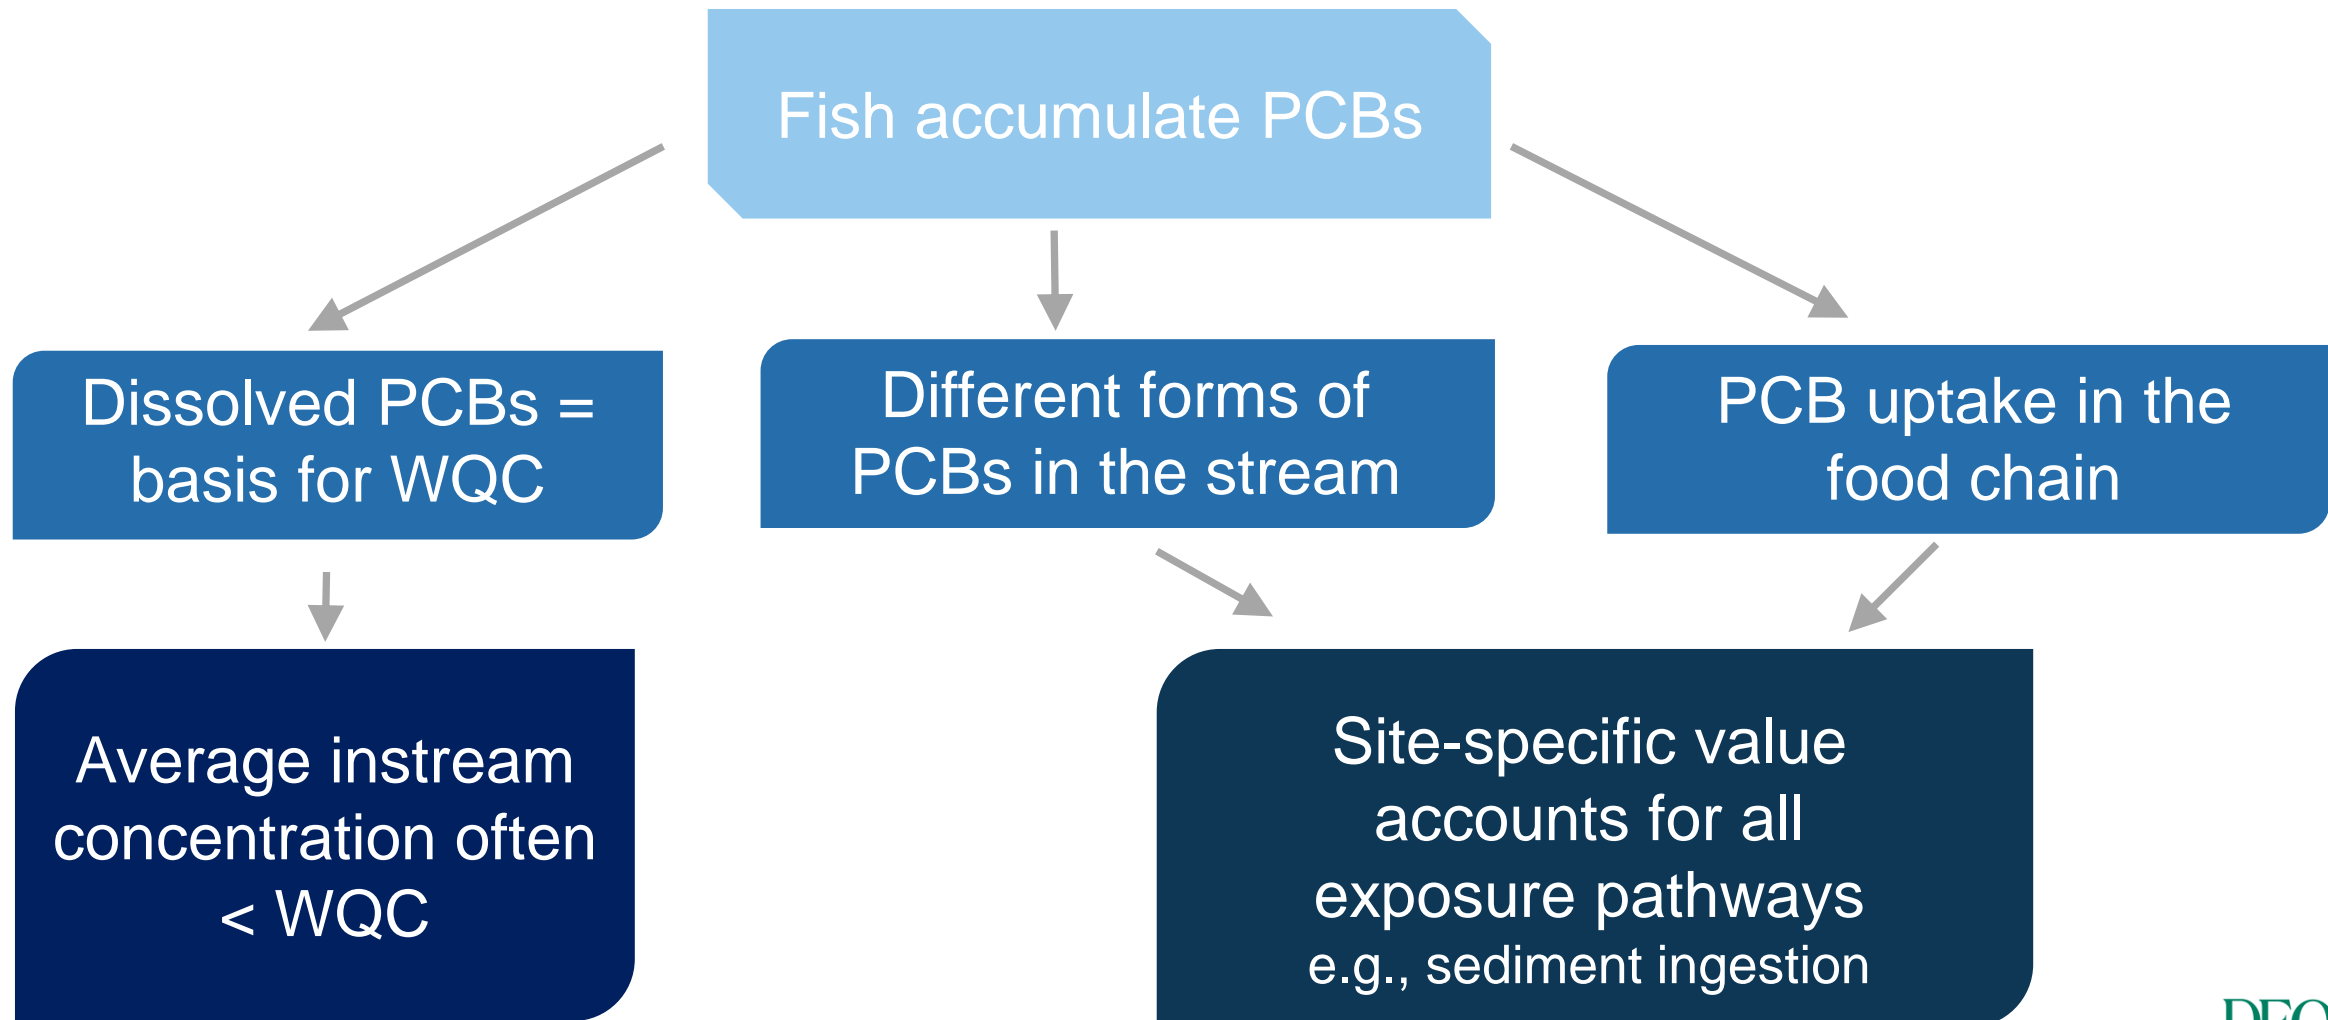 Fish accumulate PCBs
Dissolved PCBs =
basis for WQC
Different forms of
PCBs in the stream
PCB uptake in the
food chain
Average instream
concentration often
< WQC
Site-specific value
accounts for all
exposure pathways
e.g., sediment ingestion